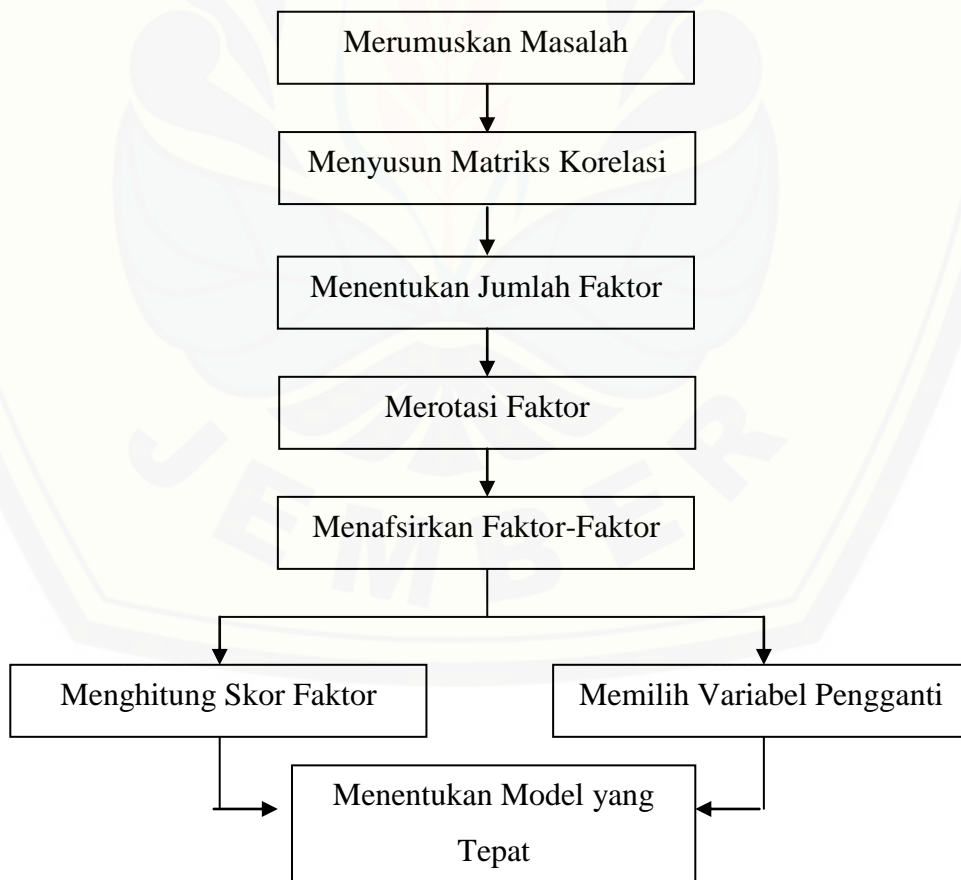 Merumuskan Masalah
Menyusun Matriks Korelasi
Menentukan Jumlah Faktor
Merotasi Faktor
Menafsirkan Faktor-Faktor
Menghitung Skor Faktor
Memilih Variabel Pengganti
Menentukan Model yang
Tepat
JEMBER